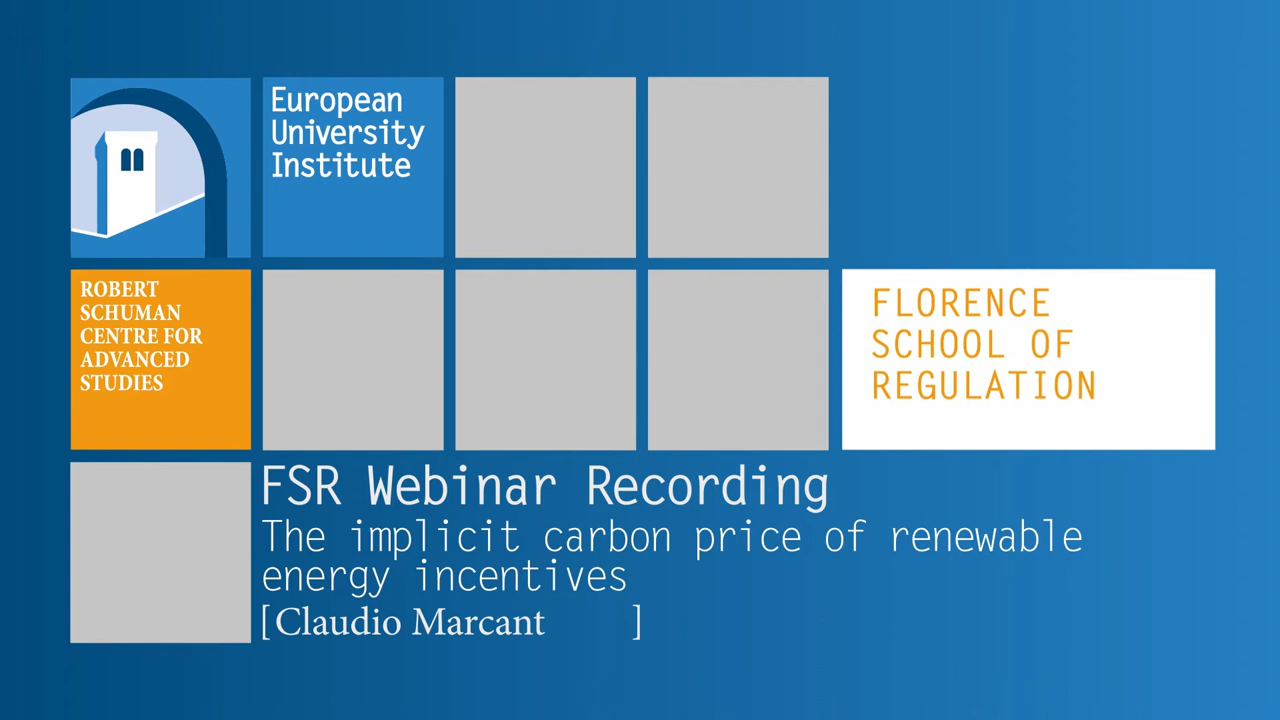 European
University
Institute
ROBERT
SCHUMAN
CENTRE FOR
ADVANCED
STUDIES
FLORENCE
SCHOOL OF
REGULATION
FSR Webinar Recording
The implicit carbon price of renewable
energy incentives
[Claudio Marcant ]